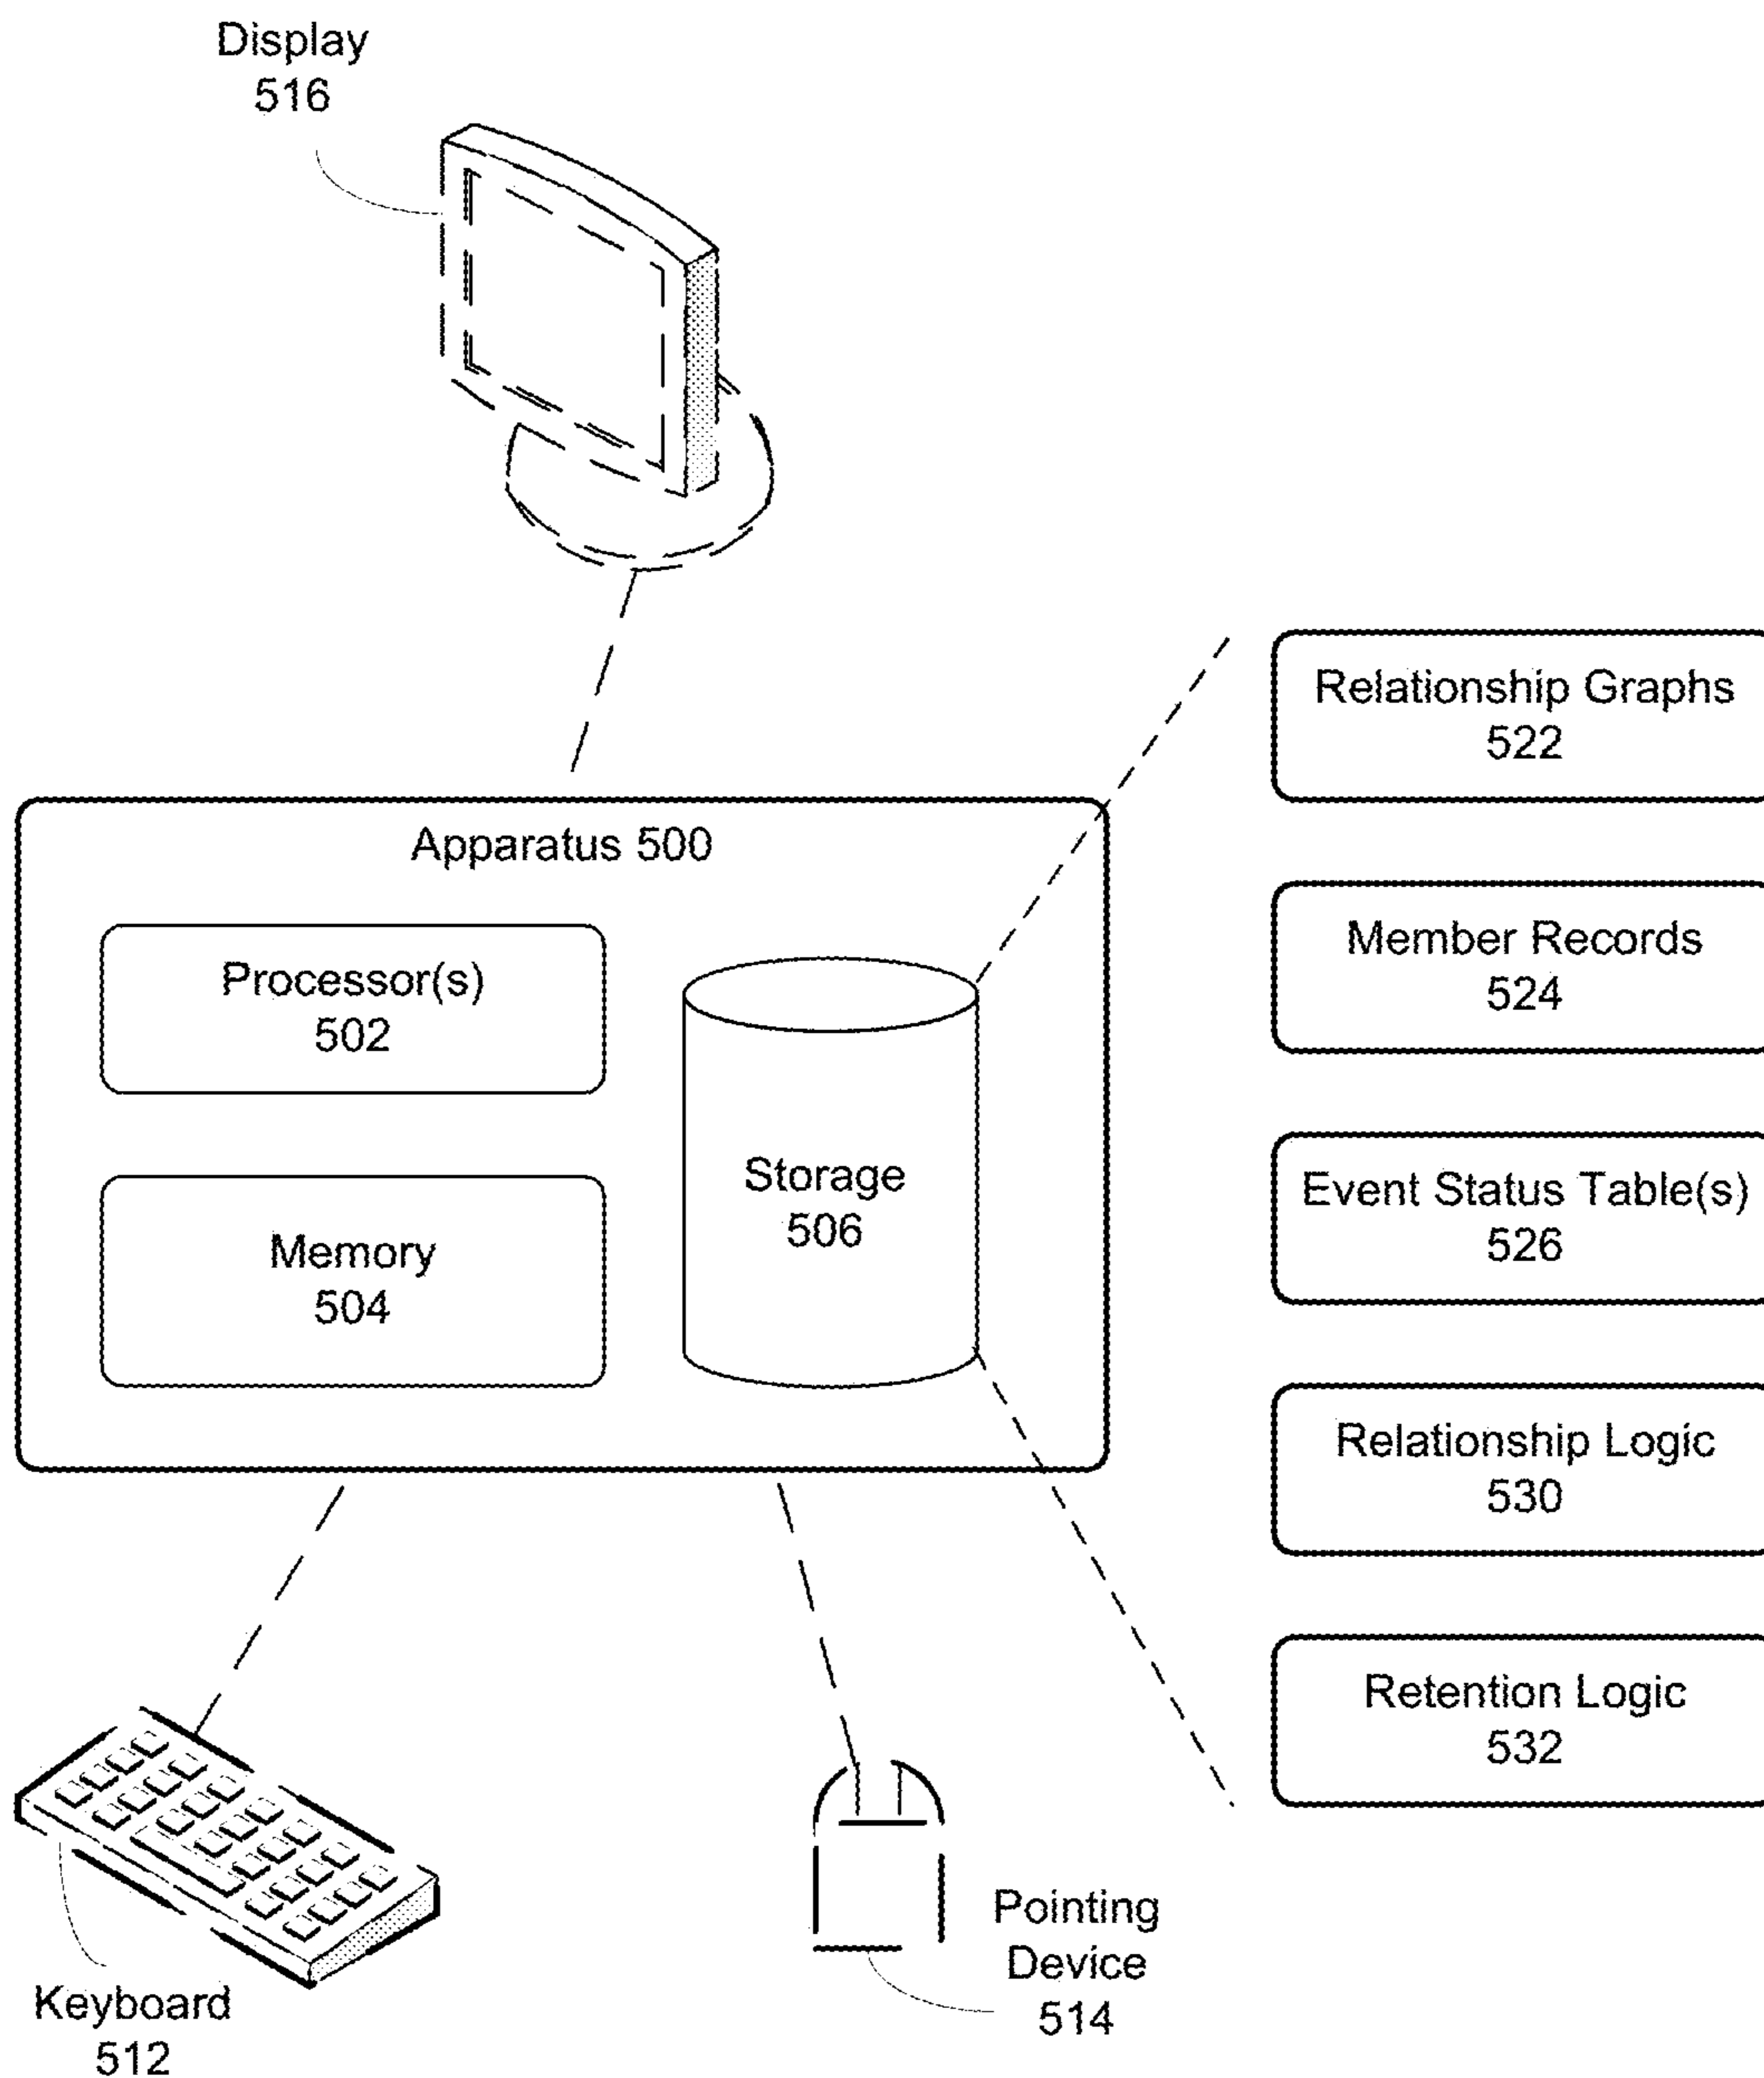 Display
516
Relationship Graphs
522
Apparatus 500
Member Records
524
Processor(s)
502
Storage
506
Event Status Table(s)
526
Memory
504
Relationship Logic
530
Retention Logic
532
Pointing
Device
514
Keyboard
512